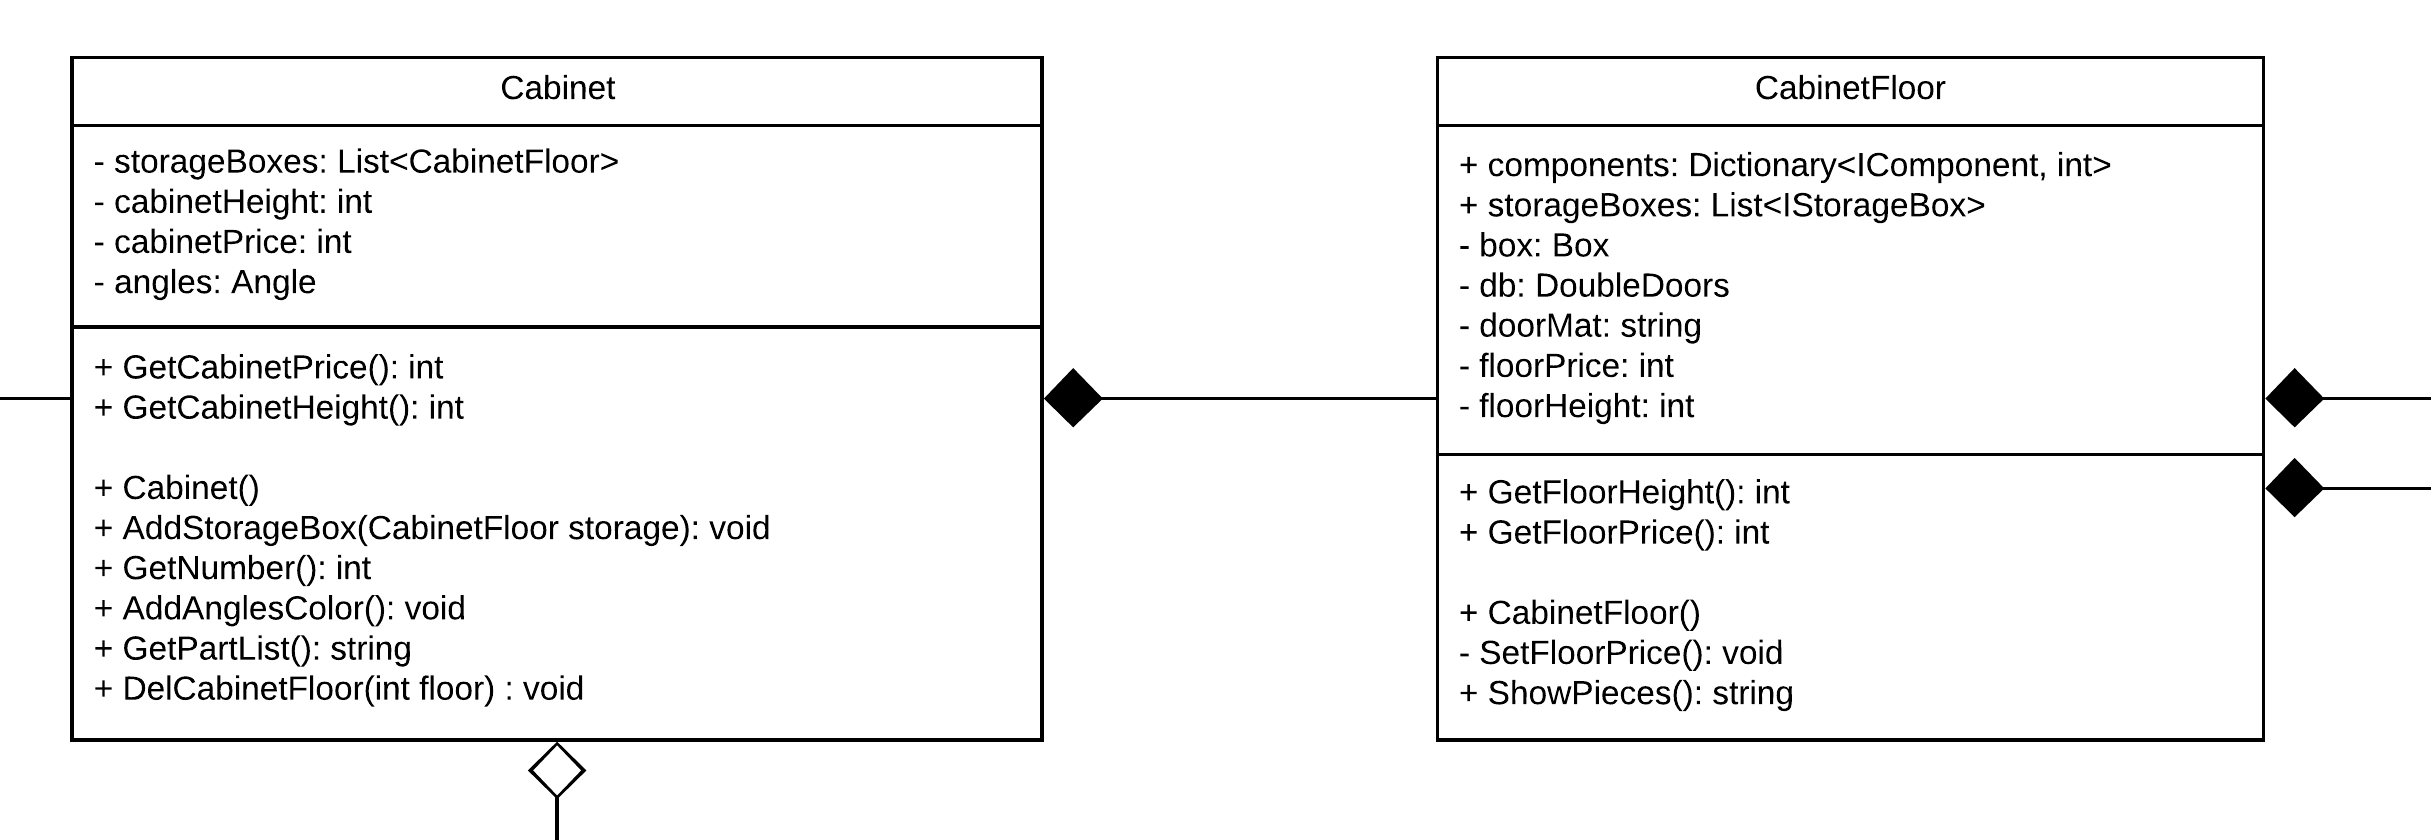 Cabinet
- storageBoxes: List<CabinetFloor>
- cabinetHeight: int
- cabinetPrice: int
- angles: Angle
+ GetCabinetPrice(): int
+ GetCabinetHeight(): int
+ Cabinet()
+ AddStorageBox(CabinetFloor storage): void
+ GetNumber(): int
+ AddAnglesColor(): void
+ GetPartList(): string
+ DelCabinetFloor(int floor) : void
CabinetFloor
+ components: Dictionary<IComponent, int>
+ storageBoxes: List<IStorageBox>
- box: Box
- db: DoubleDoors
- doorMat: string
- floorPrice: int
- floorHeight: int
+ GetFloorHeight(): int
+ GetFloorPrice(): int
+ CabinetFloor()
- SetFloorPrice(): void
+ ShowPieces(): string